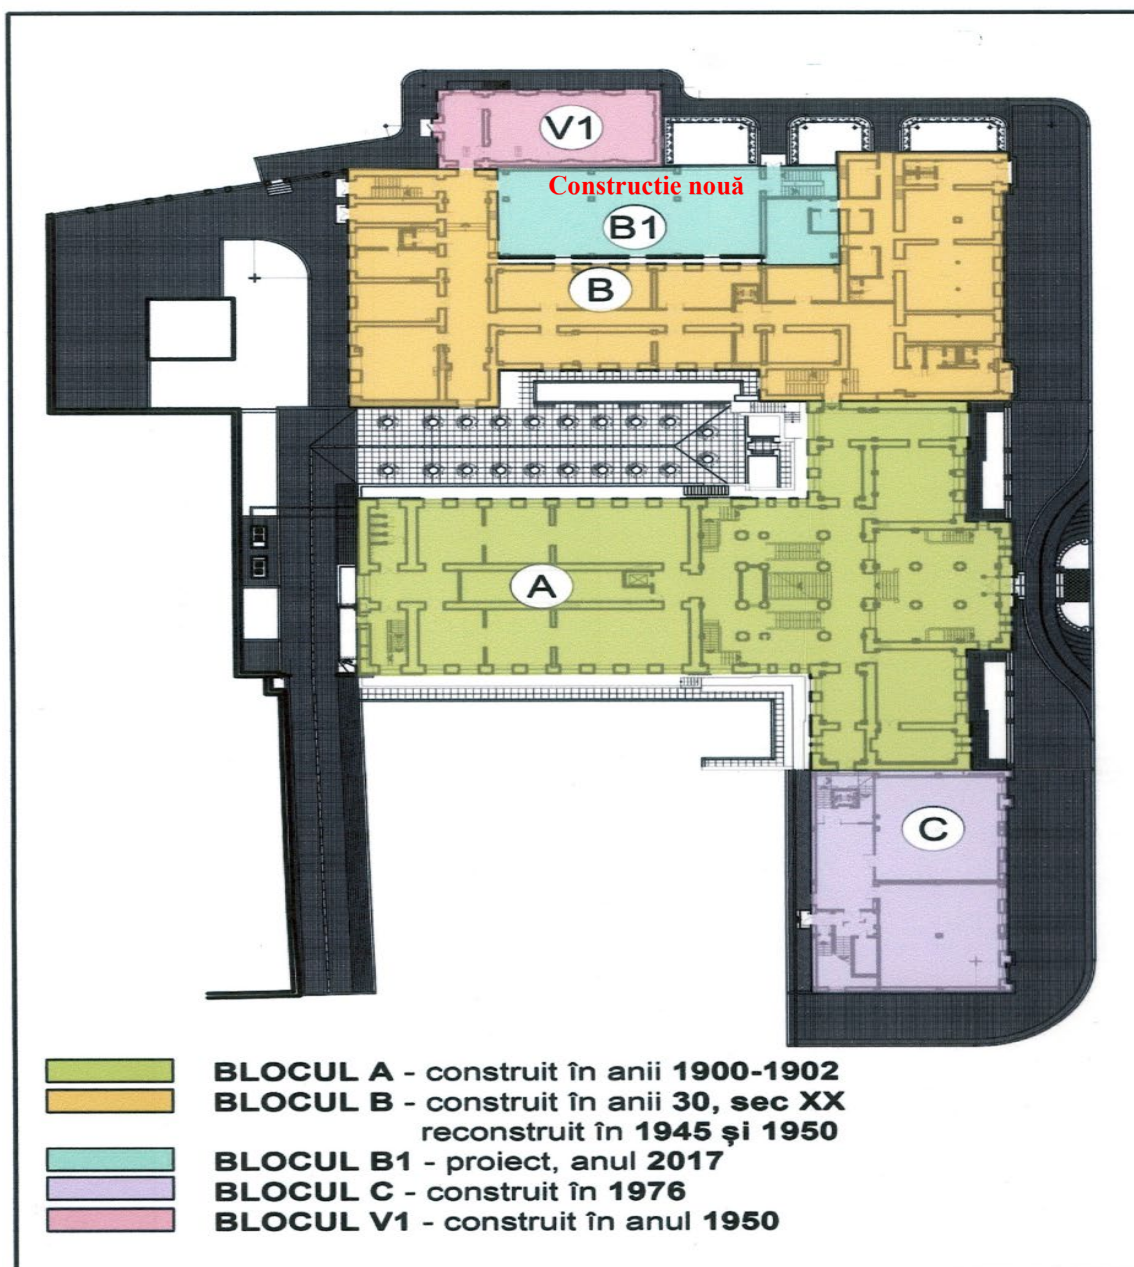 V1
Constructie nouă
B1
B
A
C
BLOCUL A - construit în anii 1900-1902
BLOCUL B - construit în anii 30, sec XX
reconstruit în 1945 și 1950
BLOCUL B1 - proiect, anul 2017
BLOCUL C - construit în 1976
BLOCUL V1 - construit în anul 1950